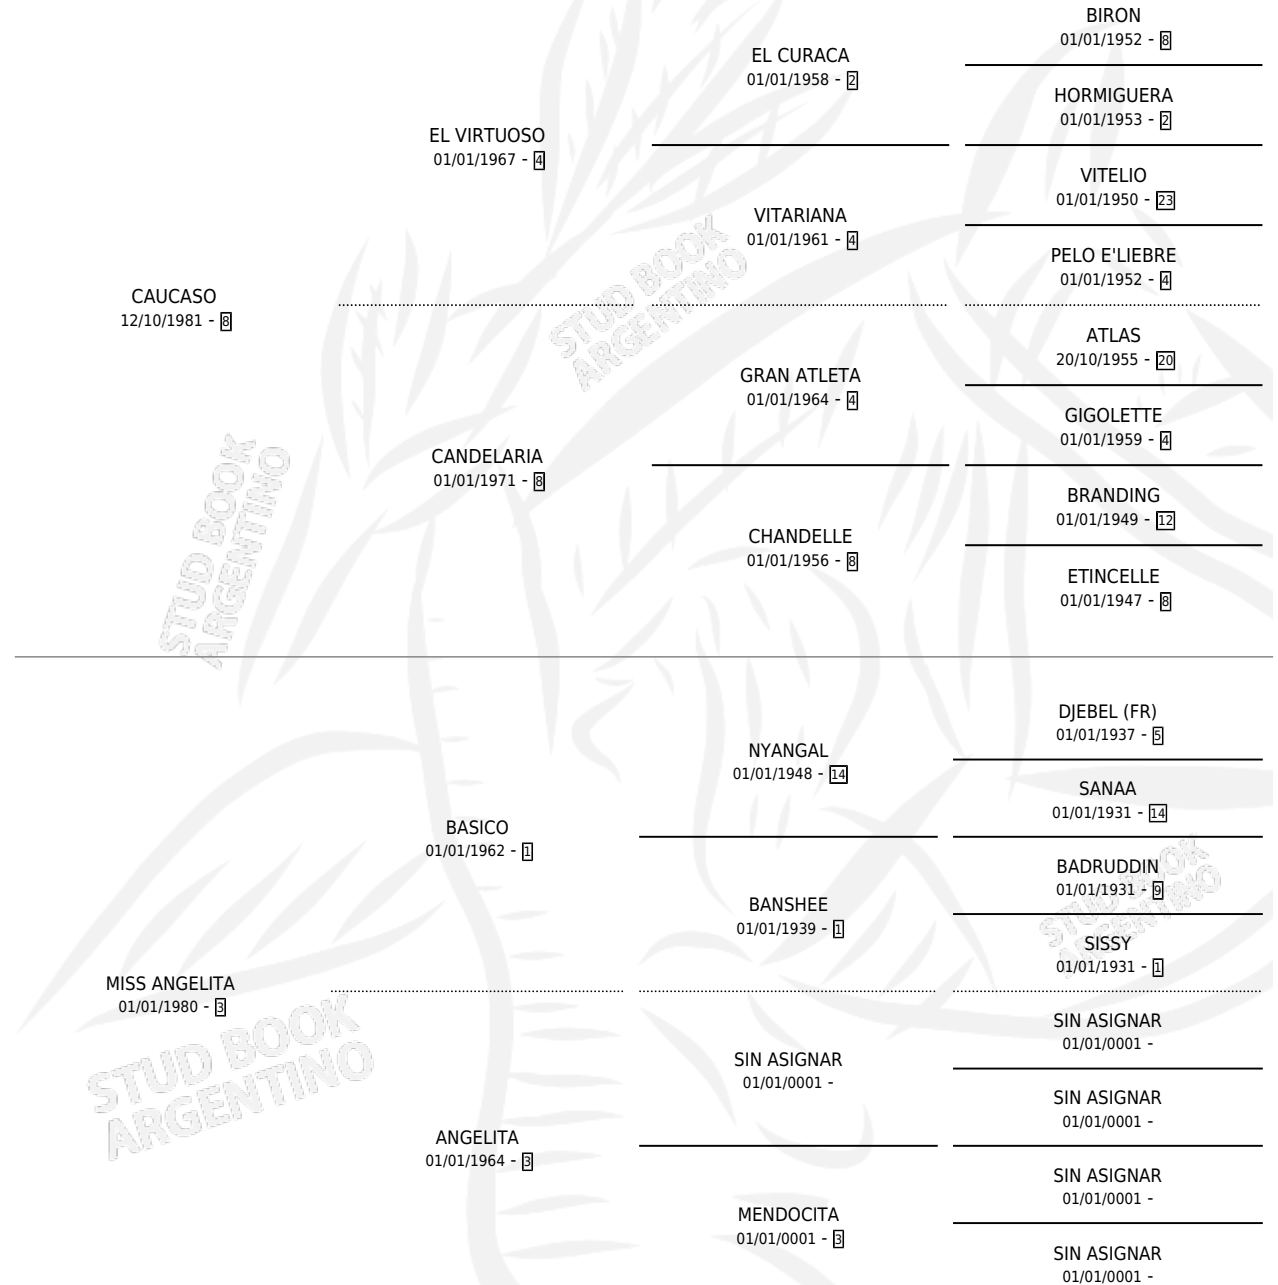 BIRON
01/01/1952 - 8
EL CURACA
01/01/1958 - 2
HORMIGUERA
01/01/1953 - 2
EL VIRTUOSO
01/01/1967 - 4
VITELIO
01/01/1950 - 23
VITARIANA
01/01/1961 - 4
PELO E'LIEBRE
01/01/1952 - 4
CAUCASO
12/10/1981 - 8
STUD BOOK
ARGENTINO
ATLAS
20/10/1955 - 20
GRAN ATLETA
01/01/1964 - 4
GIGOLETTE
01/01/1959 - 4
CANDELARIA
01/01/1971 - 8
BRANDING
01/01/1949 - 12
CHANDELLE
01/01/1956 - 8
ETINCELLE
01/01/1947 - 8
STUD BOOK
ARGENTINO
DJEBEL (FR)
01/01/1937 - 5
NYANGAL
01/01/1948 - 14
SANAA
01/01/1931 - 14
BASICO
01/01/1962 - 1
BADRUDDIN
01/01/1931 - 9
BANSHEE
01/01/1939 - 1
SISSY
01/01/1931 - 1
STUD BOOK
ARGENTINO
MISS ANGELITA
01/01/1980 - 3
STUD BOOK
ARGENTINO
SIN ASIGNAR
01/01/0001 -
SIN ASIGNAR
01/01/0001 -
SIN ASIGNAR
01/01/0001 -
ANGELITA
01/01/1964 - 3
SIN ASIGNAR
01/01/0001 -
MENDOCITA
01/01/0001 - 3
SIN ASIGNAR
01/01/0001 -